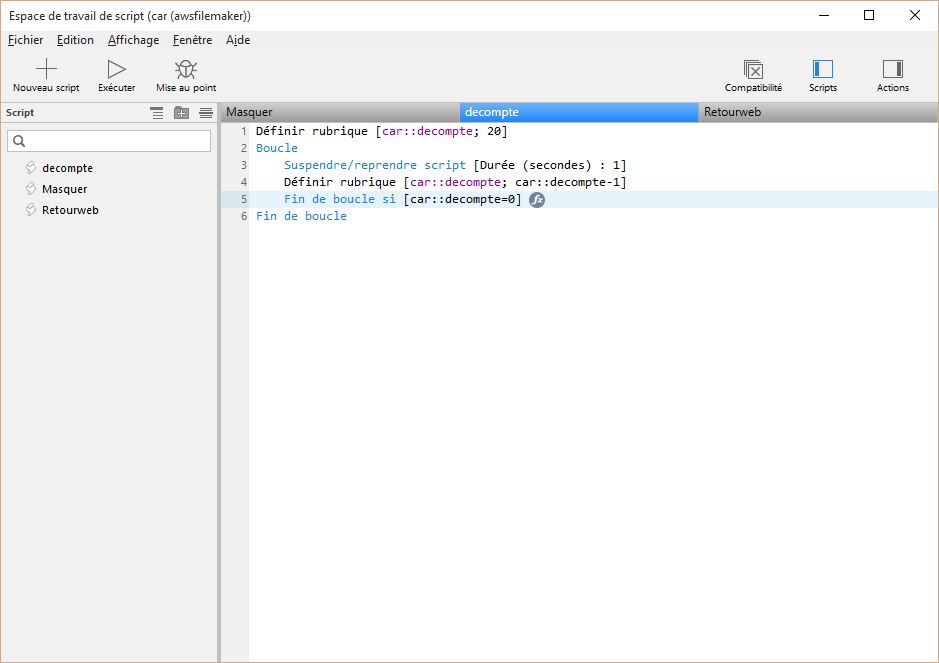 Espace de travail de script (car (awsfilemaker))
Fichier Edition Affichage Fenêtre Aide
Nouveau script Exécuter Mise au point Compatibilité Scripts Actions
Script
decompte
Masquer
Retourweb
Masquer decompte Retourweb
1 Définir rubrique [car::decompte; 20]
2 Boucle
3 Suspendre/reprendre script [Durée (secondes) : 1]
4 Définir rubrique [car::decompte; car::decompte-1]
5 Fin de boucle si [car::decompte=0] fx
6 Fin de boucle